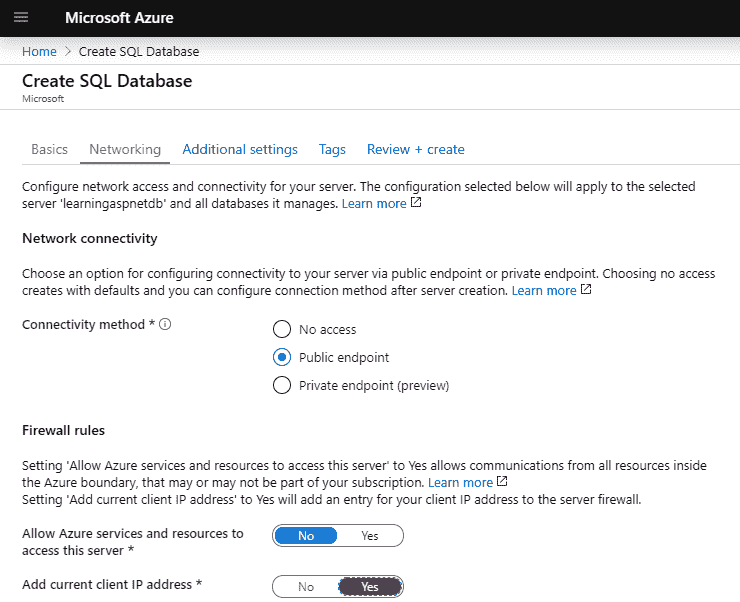 Microsoft Azure
Home > Create SQL Database
Create SQL Database
Microsoft
Basics Networking Additional settings Tags Review + create
Configure network access and connectivity for your server. The configuration selected below will apply to the selected
server 'learningaspnetdb' and all databases it manages. Learn more
Network connectivity
Choose an option for configuring connectivity to your server via public endpoint or private endpoint. Choosing no access
creates with defaults and you can configure connection method after server creation. Learn more
Connectivity method *
No access
Public endpoint
Private endpoint (preview)
Firewall rules
Setting 'Allow Azure services and resources to access this server' to Yes allows communications from all resources inside
the Azure boundary, that may or may not be part of your subscription. Learn more
Setting 'Add current client IP address' to Yes will add an entry for your client IP address to the server firewall.
Allow Azure services and resources to
access this server *
No Yes
Add current client IP address *
No Yes